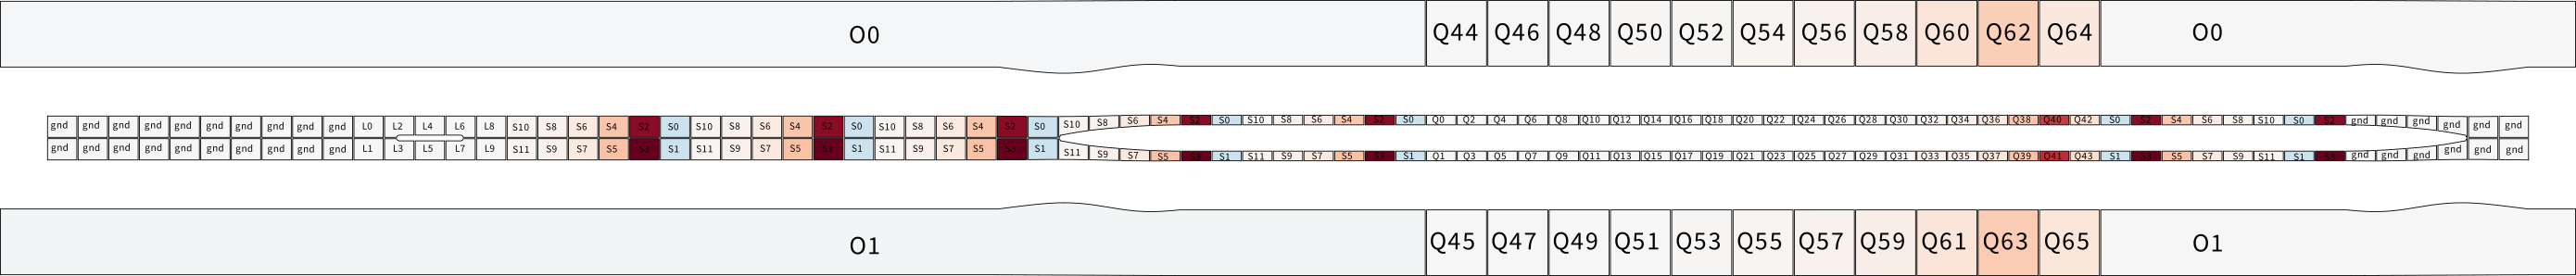 O0 Q44 Q46 Q48 Q50 Q52 Q54 Q56 Q58 Q60 Q62 Q64 O0
gnd gnd gnd gnd gnd gnd gnd gnd gnd gnd L0 L2 L4 L6 L8 S10 S8 S6 S4 S2 S0 S10 S8 S6 S4 S2 S0 S10 S8 S6 S4 S2 S0 S10 S8 S6 S4 S2 S0 S10 S8 S6 S4 S2 S0 Q0 Q2 Q4 Q6 Q8 Q10 Q12 Q14 Q16 Q18 Q20 Q22 Q24 Q26 Q28 Q30 Q32 Q34 Q36 Q38 Q40 Q42 S0 S2 S4 S6 S8 S10 S0 S2 gnd gnd gnd gnd gnd gnd
gnd gnd gnd gnd gnd gnd gnd gnd gnd gnd L1 L3 L5 L7 L9 S11 S9 S7 S5 S3 S1 S11 S9 S7 S5 S3 S1 S11 S9 S7 S5 S3 S1 S11 S9 S7 S5 S3 S1 S11 S9 S7 S5 S3 S1 Q1 Q3 Q5 Q7 Q9 Q11 Q13 Q15 Q17 Q19 Q21 Q23 Q25 Q27 Q29 Q31 Q33 Q35 Q37 Q39 Q41 Q43 S1 S3 S5 S7 S9 S11 S1 S3 gnd gnd gnd gnd gnd gnd
O1 Q45 Q47 Q49 Q51 Q53 Q55 Q57 Q59 Q61 Q63 Q65 O1